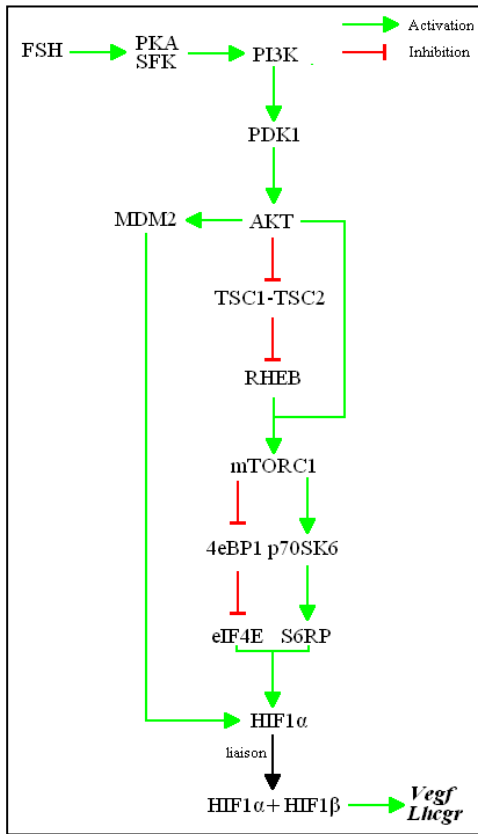 Activation
FSH
PKA
SFK
PI3K
Inhibition
PDK1
MDM2
AKT
TSC1-TSC2
RHEB
mTORC1
4eBP1 p70SK6
eIF4E S6RP
HIF1α
liaison
HIF1α+ HIF1β
Vegf
Lhcgr